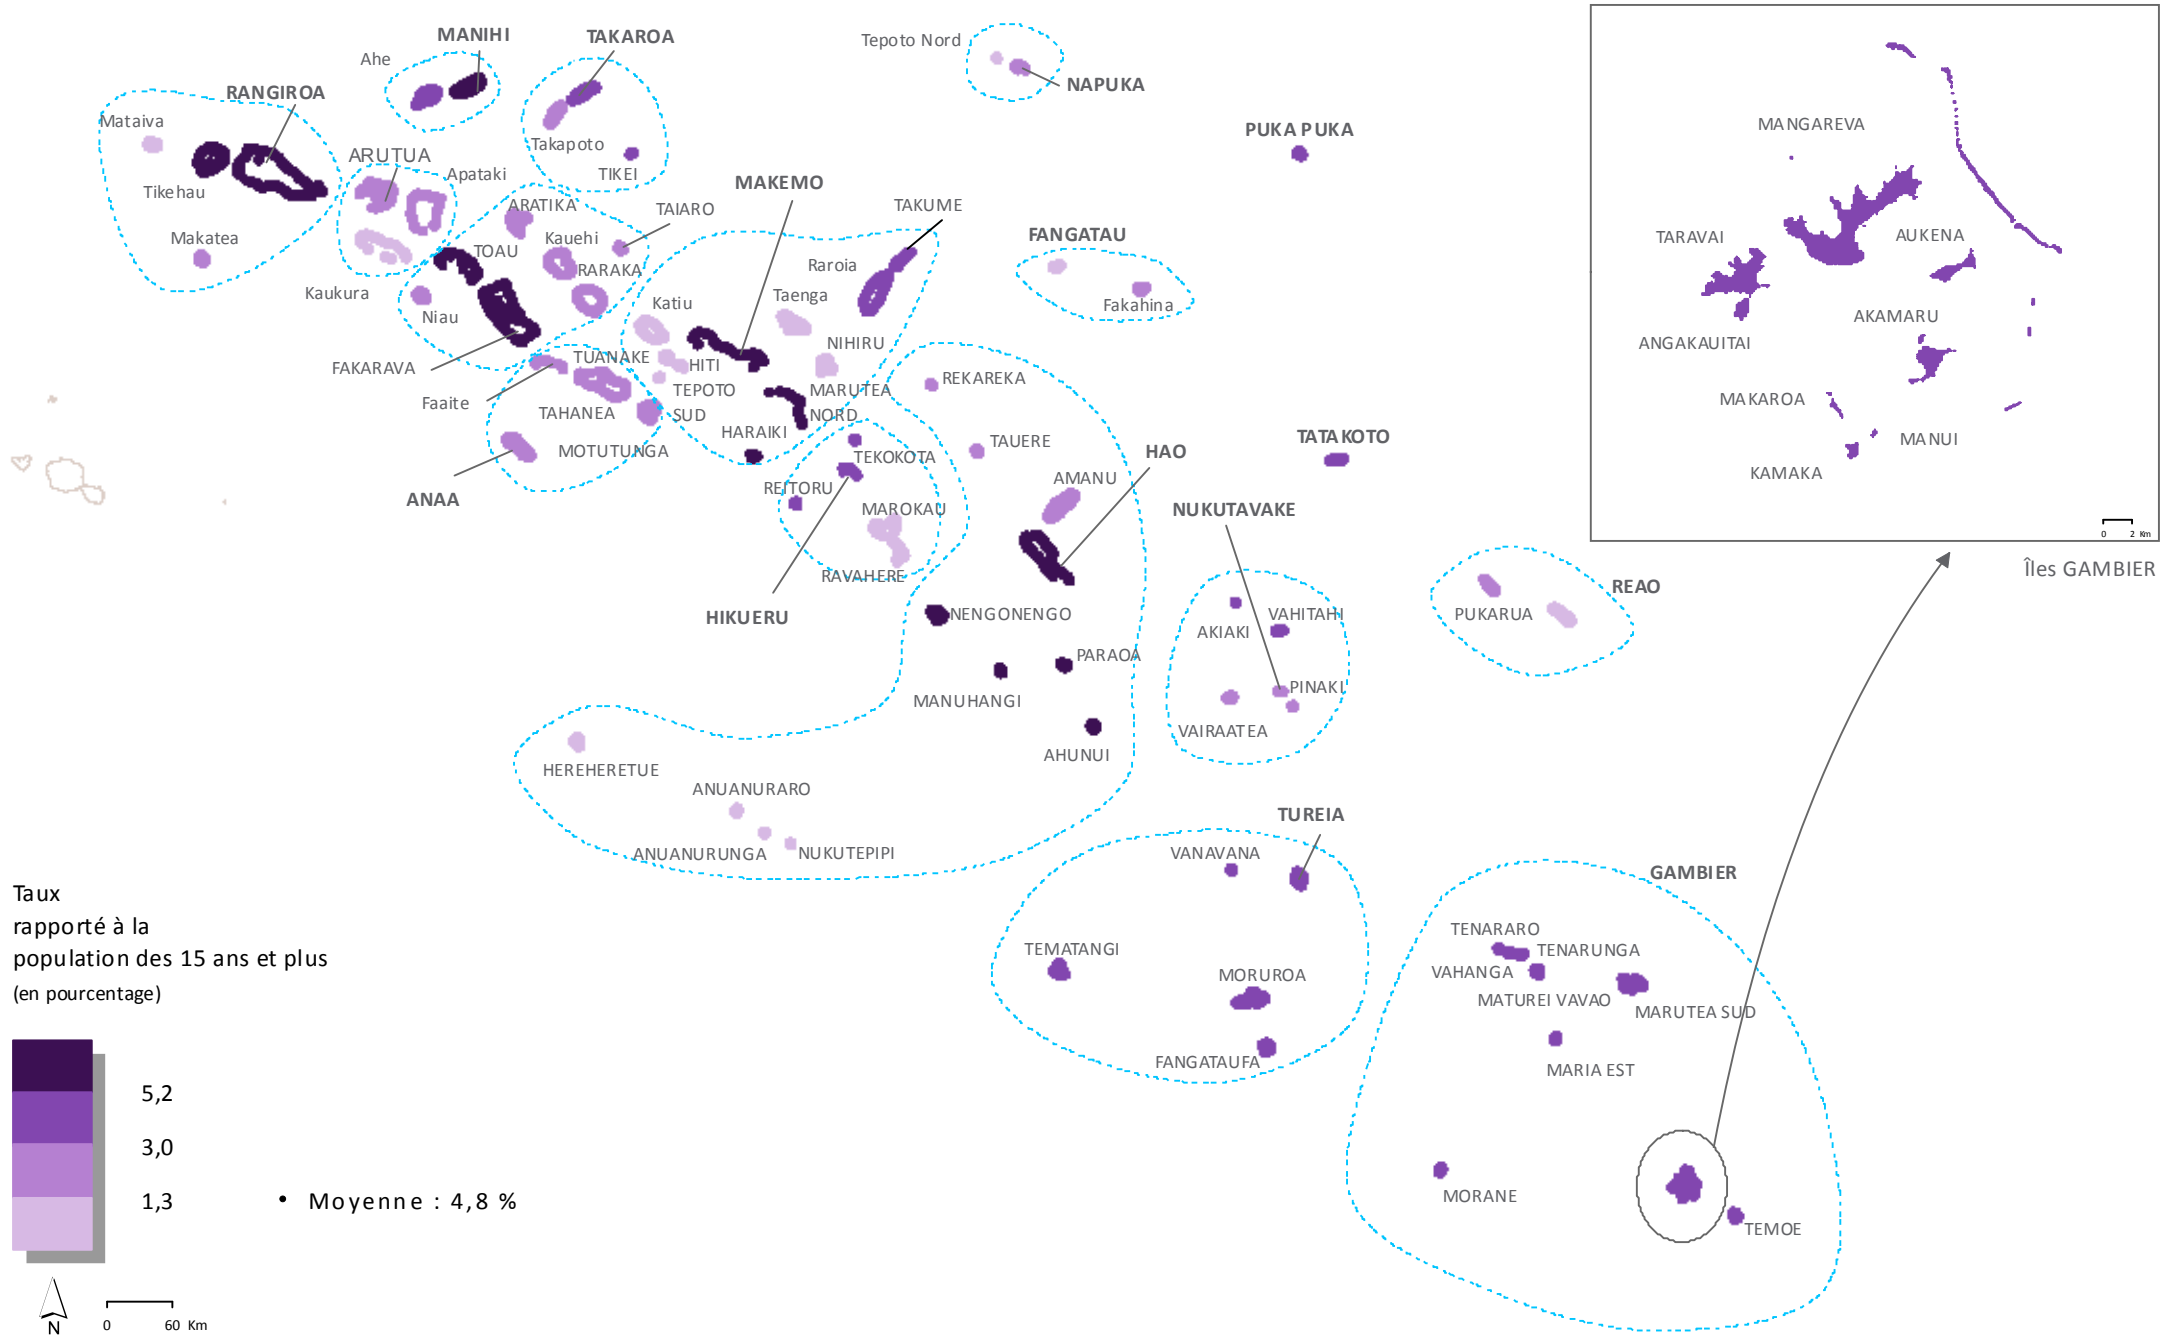 MANIHI
TAKAROA
Tepoto Nord
Ahe
NAPUKA
RANGIROA
Mataiva
PUKA PUKA
MANGAREVA
Takapoto
ARUTUA
Apataki
TIKEI
Tikehau
MAKEMO
ARATIKA
TAIARO
TAKUME
Makatea
Kauehi
TOAU
FANGATAU
TARAVAI
AUKENA
RARAKA
Raroia
Kaukura
Taenga
Katiu
Fakahina
Niau
AKAMARU
ANGAKAUITAI
NIHIRU
FAKARAVA
TUANAKE
HITI
REKAREKA
Faaite
TEPOTO
SUD
MARUTEA
NORD
MAKAROA
TAHANEA
HARAIKI
TATAKOTO
TAUERE
MANUI
MOTUTUNGA
HAO
TEKOKOTA
KAMAKA
ANAA
REITORU
AMANU
MAROKAU
NUKUTAVAKE
0 2 Km
RAVAHERE
Îles GAMBIER
REAO
HIKUERU
NENGONENGO
VAHITAHI
PUKARUA
AKIAKI
PARAOA
PINAKI
MANUHANGI
VAIRAATEA
AHUNUI
HEREHERETUE
ANUANURARO
TUREIA
ANUANURUNGA
NUKUTEPIPI
VANAVANA
GAMBIER
Taux
rapporté à la
population des 15 ans et plus
(en pourcentage)
TENARARO
TEMATANGI
TENARUNGA
MORUROA
VAHANGA
MATUREI VAVAO
MARUTEA SUD
FANGATAUFA
MARIA EST
5,2
3,0
1,3
• Moyenne : 4,8 %
MORANE
TEMOE
N
0 60 Km